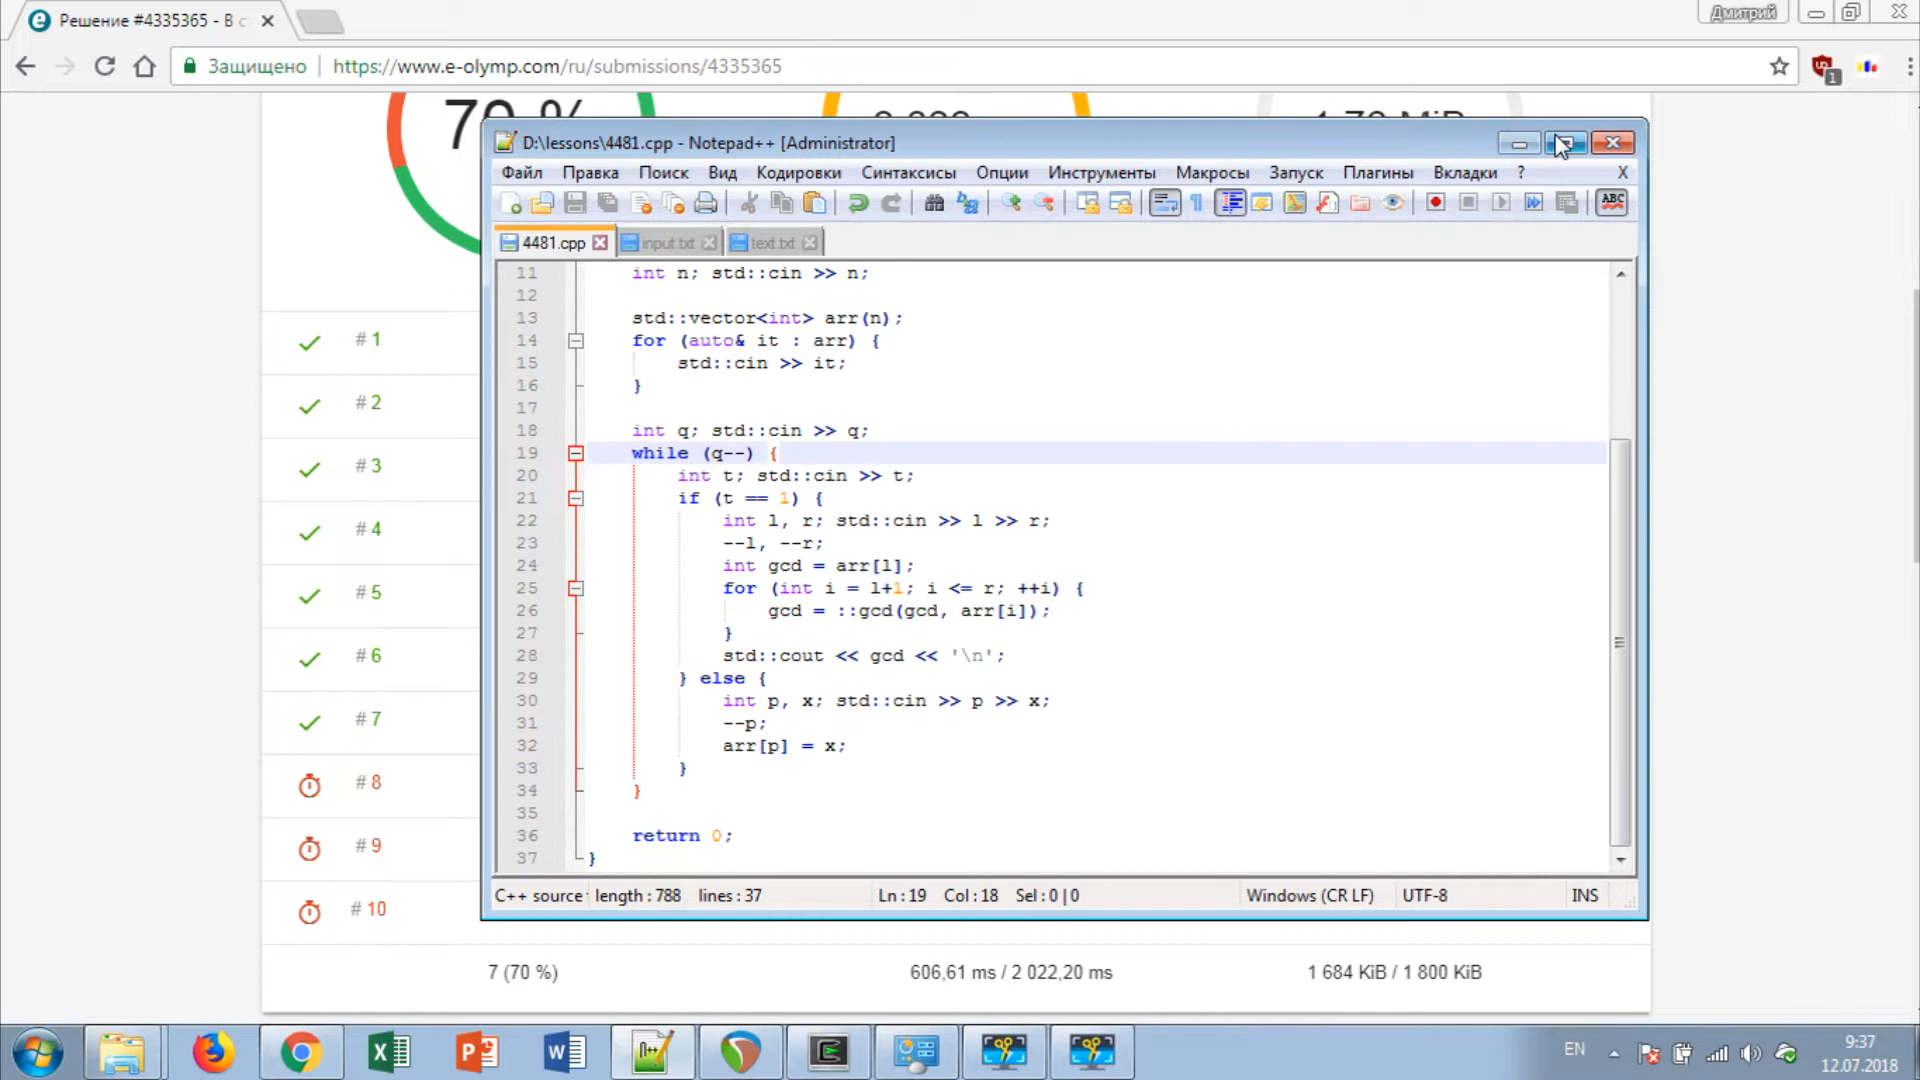 Решение #4335365 - В с
Дмитрий
Защищено
https://www.e-olymp.com/ru/submissions/4335365
1
70 %
D:\lessons\4481.cpp - Notepad++ [Administrator]
Файл Правка Поиск Вид Кодировки Синтаксисы Опции Инструменты Макросы Запуск Плагины Вкладки ? X
ABC
4481.cpp input.txt text.txt
11 int n; std::cin >> n;
12
13 std::vector<int> arr(n);
14 for (auto& it : arr) {
15 std::cin >> it;
16 }
17
18 int q; std::cin >> q;
19 while (q--) {
20 int t; std::cin >> t;
21 if (t == 1) {
22 int l, r; std::cin >> l >> r;
23 --l, --r;
24 int gcd = arr[l];
25 for (int i = l+1; i <= r; ++i) {
26 gcd = ::gcd(gcd, arr[i]);
27 }
28 std::cout << gcd << '\n';
29 } else {
30 int p, x; std::cin >> p >> x;
31 --p;
32 arr[p] = x;
33 }
34 }
35
36 return 0;
37 }
C++ source length : 788 lines : 37 Ln : 19 Col : 18 Sel : 0 | 0 Windows (CR LF) UTF-8 INS
# 1
# 2
# 3
# 4
# 5
# 6
# 7
# 8
# 9
# 10
7 (70 %) 606,61 ms / 2 022,20 ms 1 684 KiB / 1 800 KiB
EN
9:37
12.07.2018